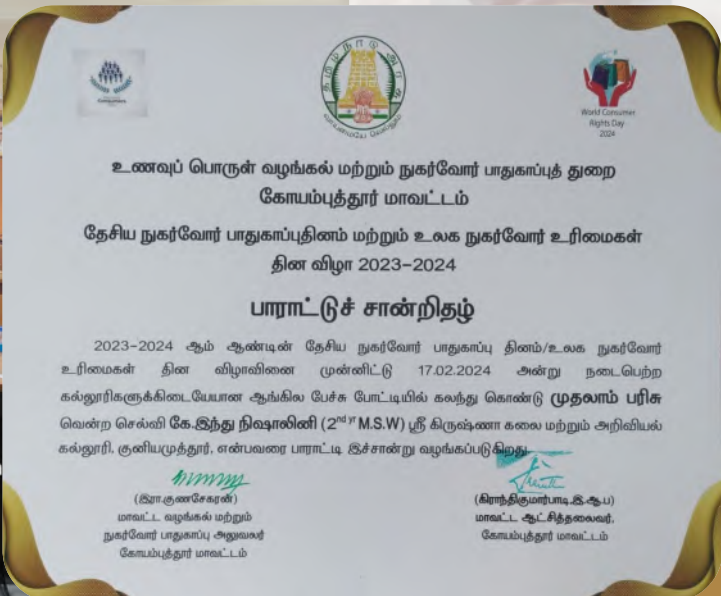 Consumers
தமிழ்நாடு அரசு
வாய்மையே வெல்லும்
World Consumer
Rights Day
2024
உணவுப் பொருள் வழங்கல் மற்றும் நுகர்வோர் பாதுகாப்புத் துறை
கோயம்புத்தூர் மாவட்டம்
தேசிய நுகர்வோர் பாதுகாப்புதினம் மற்றும் உலக நுகர்வோர் உரிமைகள்
தின விழா 2023-2024
பாராட்டுச் சான்றிதழ்
2023-2024 ஆம் ஆண்டின் தேசிய நுகர்வோர் பாதுகாப்பு தினம்/உலக நுகர்வோர்
உரிமைகள் தின விழாவினை முன்னிட்டு 17.02.2024 அன்று நடைபெற்ற
கல்லூரிகளுக்கிடையேயான ஆங்கில பேச்சு போட்டியில் கலந்து கொண்டு முதலாம் பரிசு
வென்ற செல்வி கே.இந்து நிஷாலினி (2nd yr M.S.W) ஸ்ரீ கிருஷ்ணா கலை மற்றும் அறிவியல்
கல்லூரி, குனியமுத்தூர், என்பவரை பாராட்டி இச்சான்று வழங்கப்படுகிறது.
(இரா.குணசேகரன்)
மாவட்ட வழங்கல் மற்றும்
நுகர்வோர் பாதுகாப்பு அலுவலர்
கோயம்புத்தூர் மாவட்டம்
(கிராந்திகுமார்பாடி.இ.ஆ.ப)
மாவட்ட ஆட்சித்தலைவர்,
கோயம்புத்தூர் மாவட்டம்